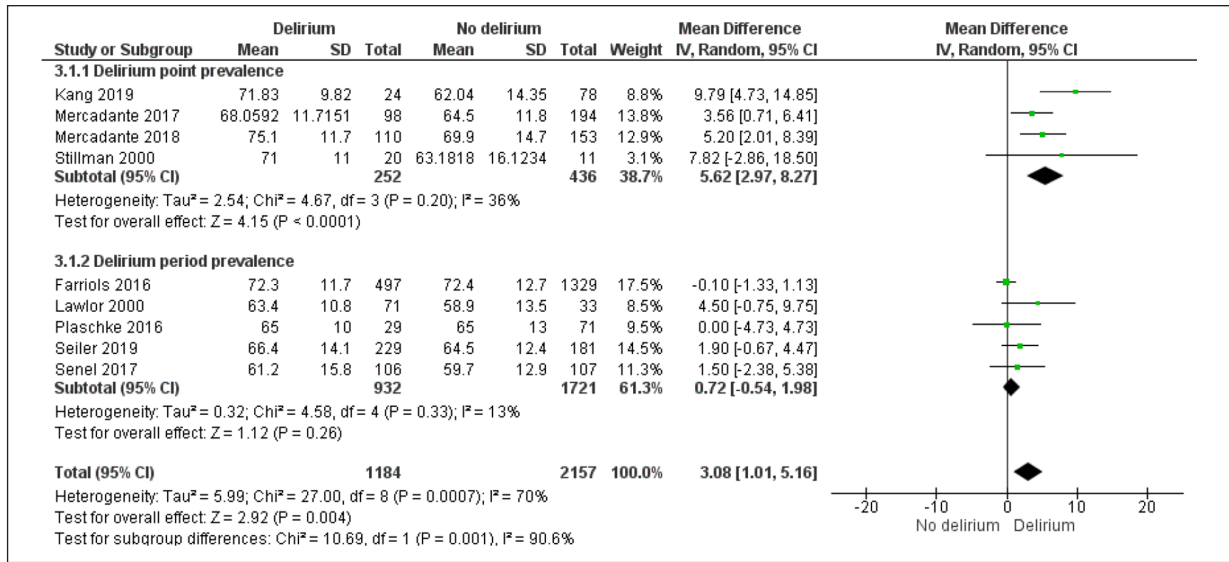 Delirium No delirium Mean Difference Mean Difference
Study or Subgroup Mean SD Total Mean SD Total Weight IV, Random, 95% CI IV, Random, 95% CI
3.1.1 Delirium point prevalence
Kang 2019 71.83 9.82 24 62.04 14.35 78 8.8% 9.79 [4.73, 14.85]
Mercadante 2017 68.0592 11.7151 98 64.5 11.8 194 13.8% 3.56 [0.71, 6.41]
Mercadante 2018 75.1 11.7 110 69.9 14.7 153 12.9% 5.20 [2.01, 8.39]
Stillman 2000 71 11 20 63.1818 16.1234 11 3.1% 7.82 [-2.86, 18.50]
Subtotal (95% CI) 252 436 38.7% 5.62 [2.97, 8.27]
Heterogeneity: Tau² = 2.54; Chi² = 4.67, df = 3 (P = 0.20); I² = 36%
Test for overall effect: Z = 4.15 (P < 0.0001)
3.1.2 Delirium period prevalence
Farriols 2016 72.3 11.7 497 72.4 12.7 1329 17.5% -0.10 [-1.33, 1.13]
Lawlor 2000 63.4 10.8 71 58.9 13.5 33 8.5% 4.50 [-0.75, 9.75]
Plaschke 2016 65 10 29 65 13 71 9.5% 0.00 [-4.73, 4.73]
Seiler 2019 66.4 14.1 229 64.5 12.4 181 14.5% 1.90 [-0.67, 4.47]
Senel 2017 61.2 15.8 106 59.7 12.9 107 11.3% 1.50 [-2.38, 5.38]
Subtotal (95% CI) 932 1721 61.3% 0.72 [-0.54, 1.98]
Heterogeneity: Tau² = 0.32; Chi² = 4.58, df = 4 (P = 0.33); I² = 13%
Test for overall effect: Z = 1.12 (P = 0.26)
Total (95% CI) 1184 2157 100.0% 3.08 [1.01, 5.16]
Heterogeneity: Tau² = 5.99; Chi² = 27.00, df = 8 (P = 0.0007); I² = 70%
Test for overall effect: Z = 2.92 (P = 0.004)
Test for subgroup differences: Chi² = 10.69, df = 1 (P = 0.001), I² = 90.6%
-20 -10 0 10 20
No delirium Delirium